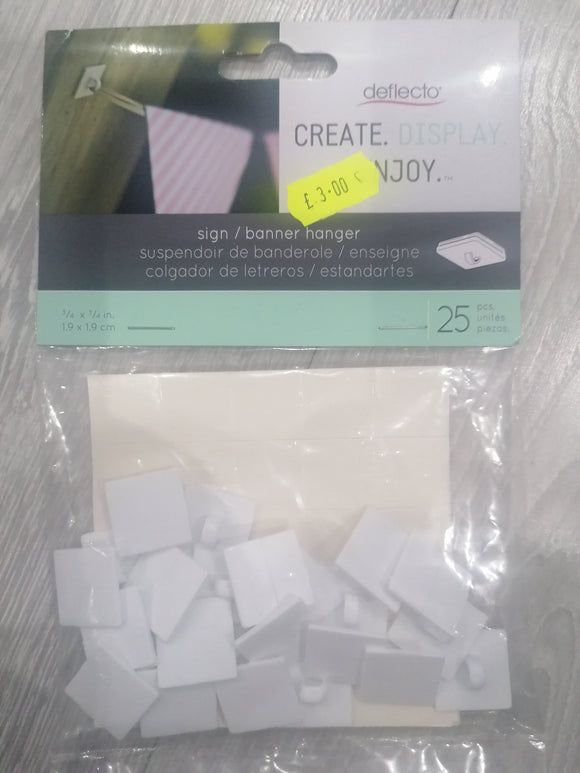 deflecto®
CREATE. DISPLAY.
NJOY.™
£3.00
sign / banner hanger
suspendoir de banderole / enseigne
colgador de letreros / estandartes
3/4 x 3/4 in.
1.9 x 1.9 cm
25
pcs.
unités
piezas.